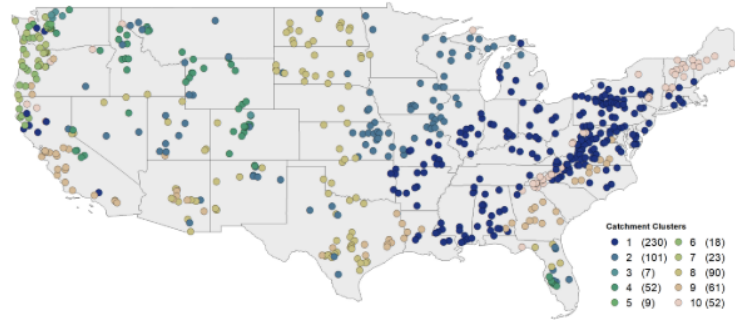 Catchment Clusters
1 (230) 6 (18)
2 (101) 7 (23)
3 (7) 8 (90)
4 (52) 9 (61)
5 (9) 10 (52)